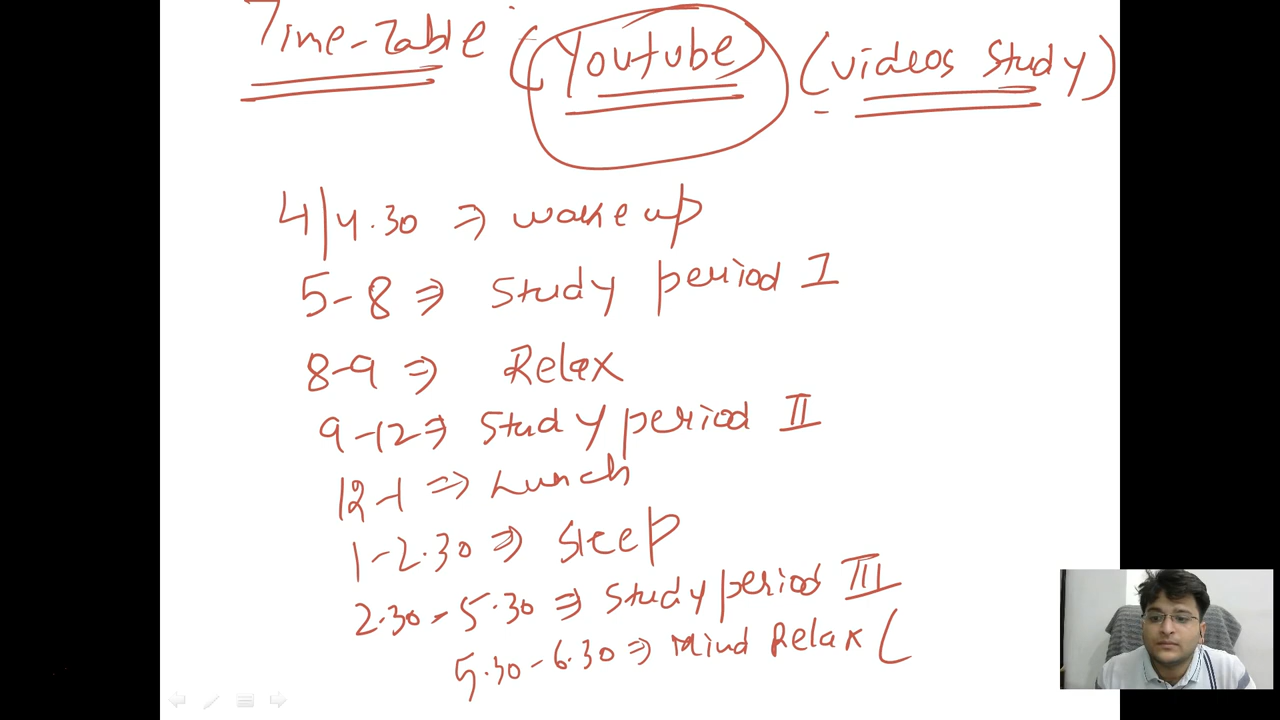 Time-Table (Youtube (videos study)
4|4.30 ⇒ wake up
5-8 ⇒ Study period I
8-9 ⇒ Relax
9-12 ⇒ Study period II
12-1 ⇒ Lunch
1-2.30 ⇒ Sleep
2.30-5.30 ⇒ Study period III
5.30-6.30 ⇒ Mind Relax (